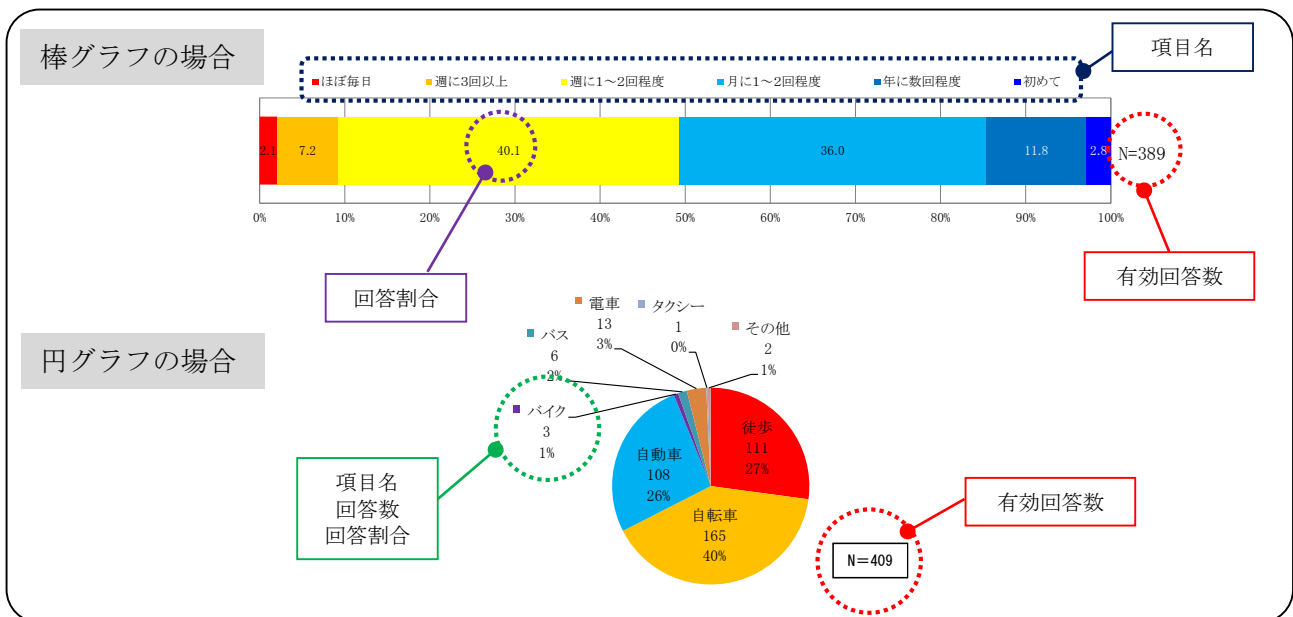 棒グラフの場合
項目名
ほぼ毎日 週に3回以上 週に1~2回程度 月に1~2回程度 年に数回程度 初めて
2.1 7.2 40.1 36.0 11.8 2.8 N=389
0% 10% 20% 30% 40% 50% 60% 70% 80% 90% 100%
回答割合
有効回答数
円グラフの場合
電車
13
3%
タクシー
1
0%
その他
2
1%
バス
6
2%
バイク
3
1%
徒歩
111
27%
自動車
108
26%
自転車
165
40%
項目名
回答数
回答割合
有効回答数
N=409